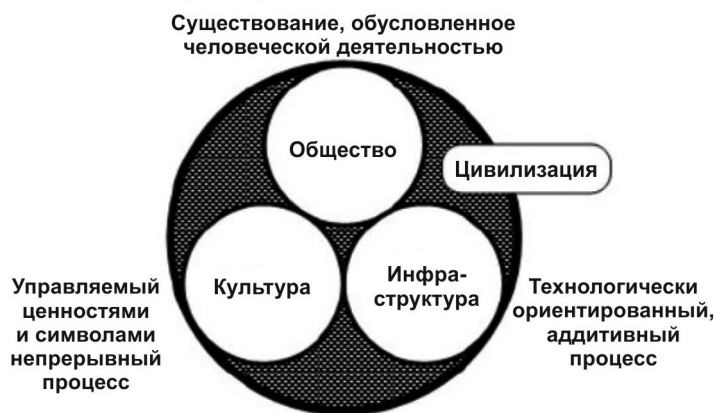 Существование, обусловленное
человеческой деятельностью
Общество
Цивилизация
Культура
Инфра-
структура
Управляемый
ценностями
и символами
непрерывный
процесс
Технологически
ориентированный,
аддитивный
процесс